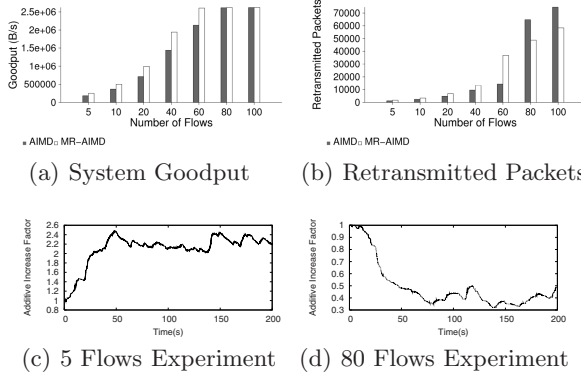 Goodput (B/s)
2.5e+06
2e+06
1.5e+06
1e+06
500000
5 10 20 40 60 80 100
Number of Flows
AIMD MR-AIMD
(a) System Goodput
Retransmitted Packets
70000
60000
50000
40000
30000
20000
10000
0
5 10 20 40 60 80 100
Number of Flows
AIMD MR-AIMD
(b) Retransmitted Packets
Additive Increase Factor
2.6
2.4
2.2
2
1.8
1.6
1.4
1.2
1
0.8
0 50 100 150 200
Time(s)
(c) 5 Flows Experiment
Additive Increase Factor
1
0.9
0.8
0.7
0.6
0.5
0.4
0.3
0 50 100 150 200
Time(s)
(d) 80 Flows Experiment